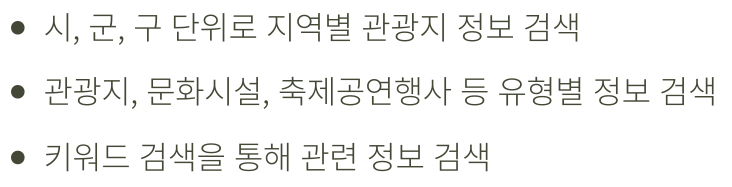 • 시, 군, 구 단위로 지역별 관광지 정보 검색
• 관광지, 문화시설, 축제공연행사 등 유형별 정보 검색
• 키워드 검색을 통해 관련 정보 검색